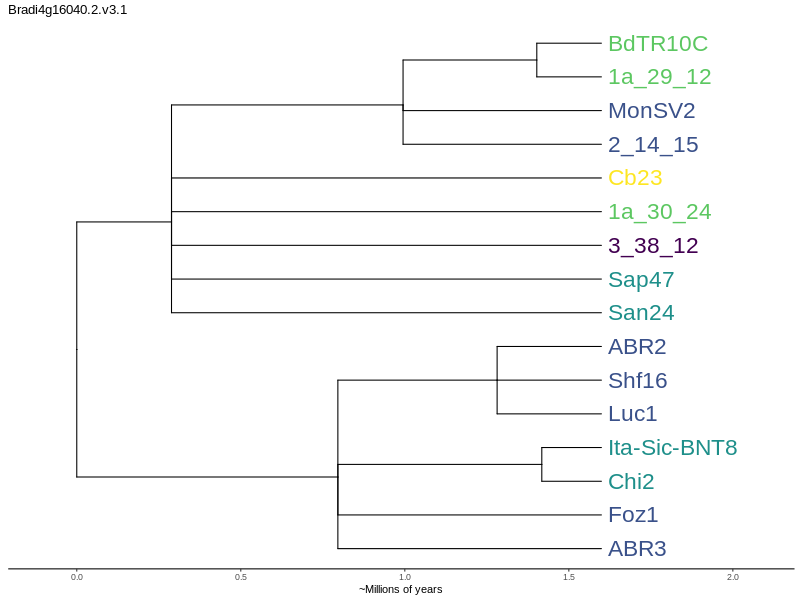 Bradi4g16040.2.v3.1
BdTR10C
1a_29_12
MonSV2
2_14_15
Cb23
1a_30_24
3_38_12
Sap47
San24
ABR2
Shf16
Luc1
Ita-Sic-BNT8
Chi2
Foz1
ABR3
0.0 0.5 1.0 1.5 2.0
~Millions of years